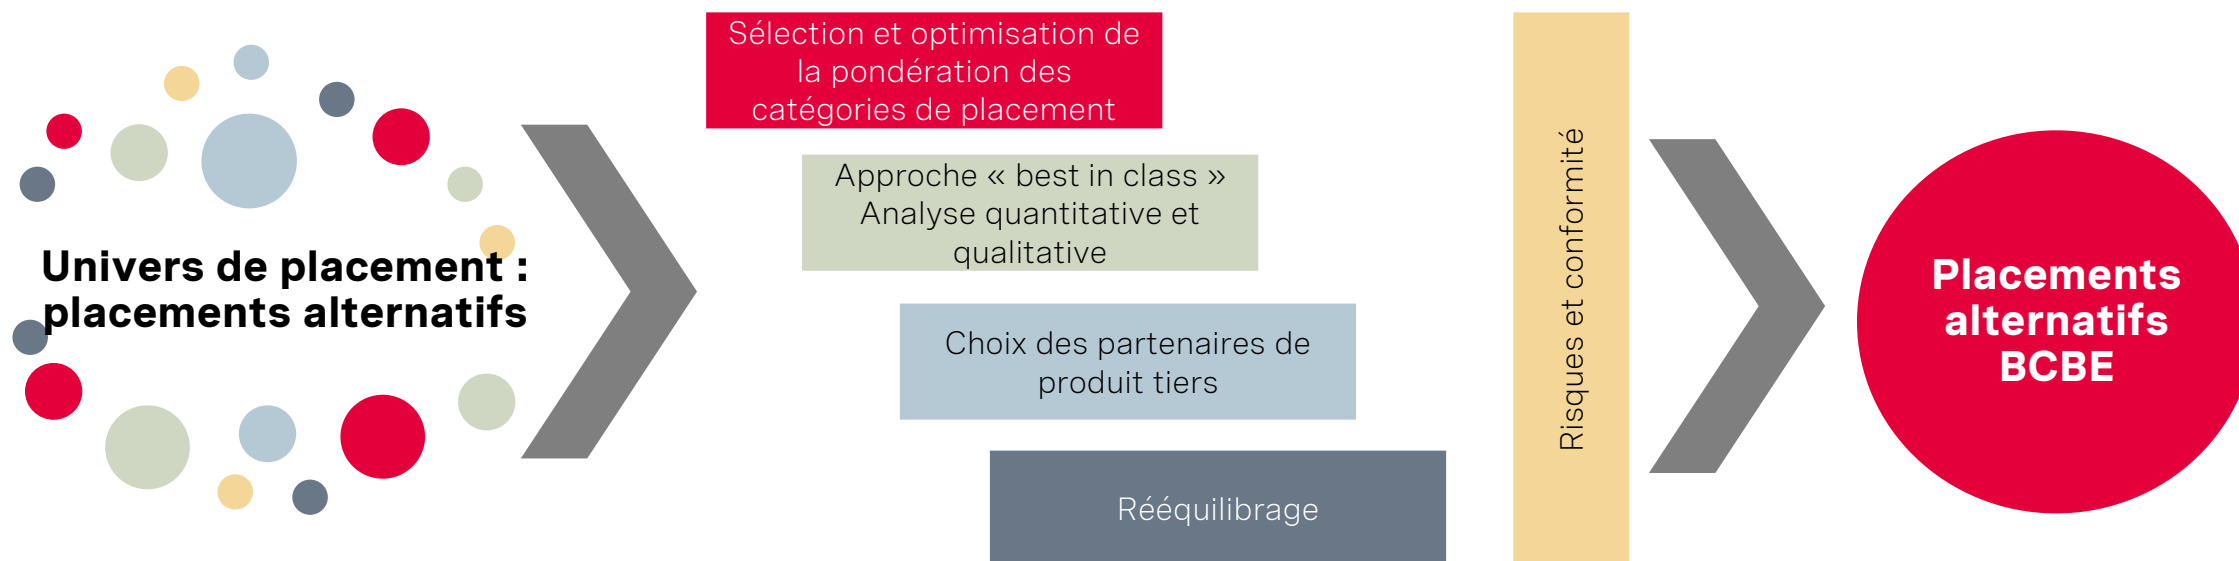 Univers de placement :
placements alternatifs
Sélection et optimisation de
la pondération des
catégories de placement
Approche « best in class »
Analyse quantitative et
qualitative
Choix des partenaires de
produit tiers
Rééquilibrage
Risques et conformité
Placements
alternatifs
BCBE